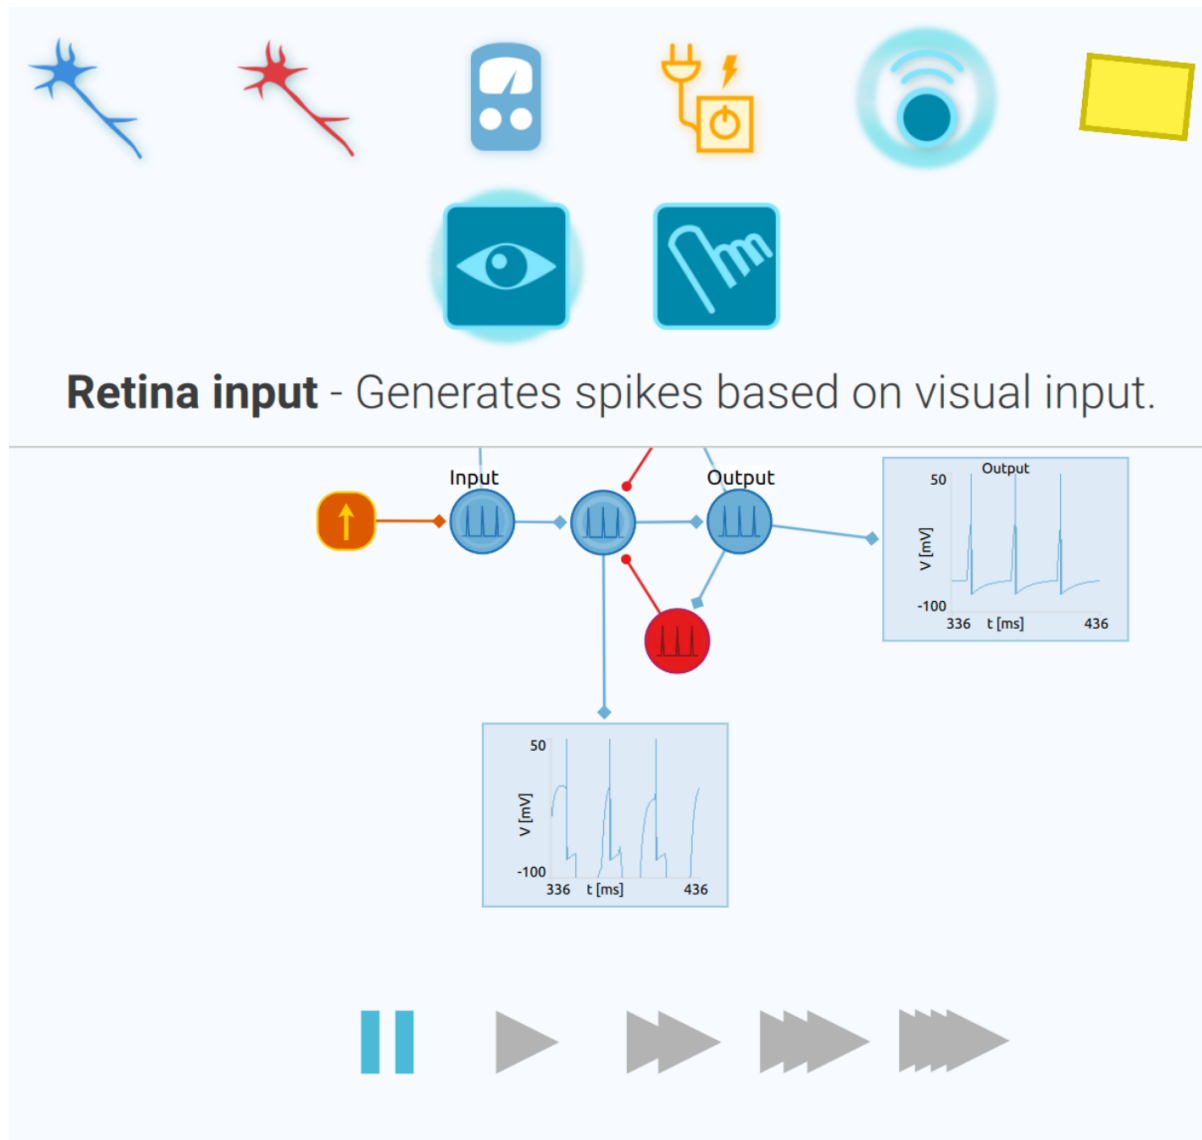 Retina input - Generates spikes based on visual input.
Input
Output
Output
50
V [mV]
-100
336 t [ms] 436
50
V [mV]
-100
336 t [ms] 436